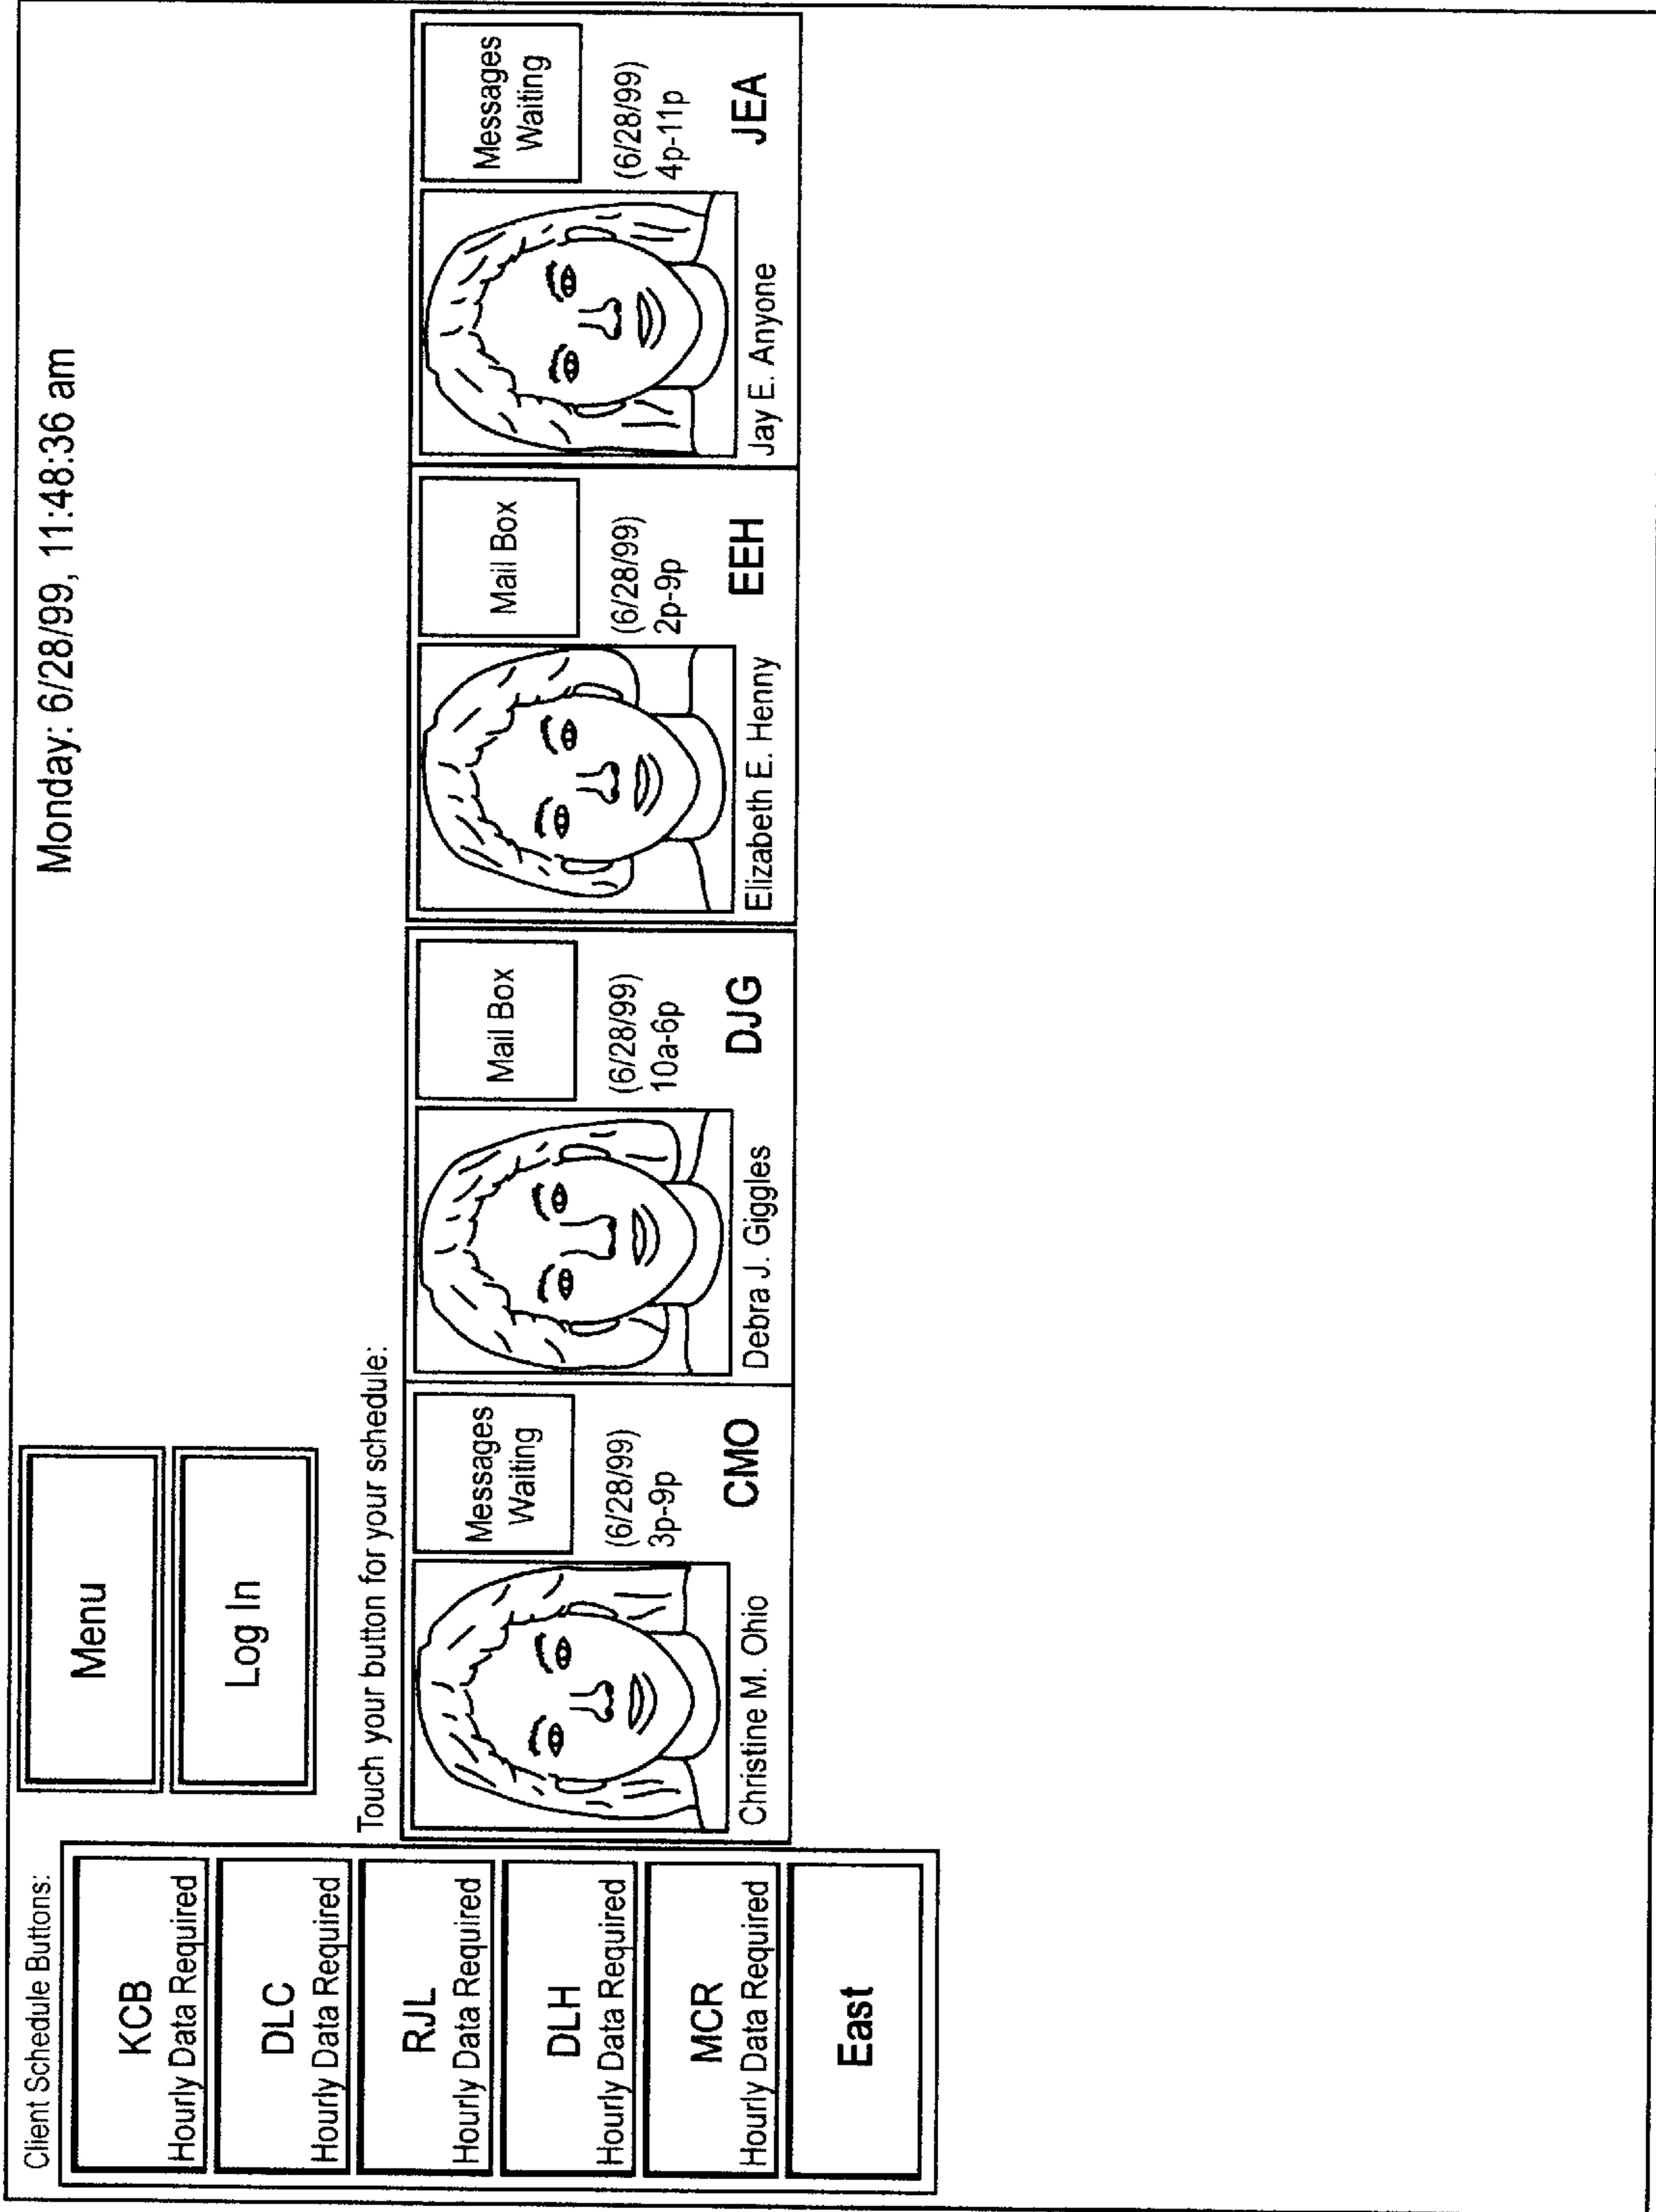 Client Schedule Buttons:
KCB
Hourly Data Required
DLC
Hourly Data Required
RJL
Hourly Data Required
DLH
Hourly Data Required
MCR
Hourly Data Required
East
Menu
Log In
Monday: 6/28/99, 11:48:36 am
Touch your button for your schedule:
Messages
Waiting
(6/28/99)
3p-9p
CMO
Christine M. Ohio
Mail Box
(6/28/99)
10a-6p
DJG
Debra J. Giggles
Mail Box
(6/28/99)
2p-9p
EEH
Elizabeth E. Henny
Messages
Waiting
(6/28/99)
4p-11p
JEA
Jay E. Anyone